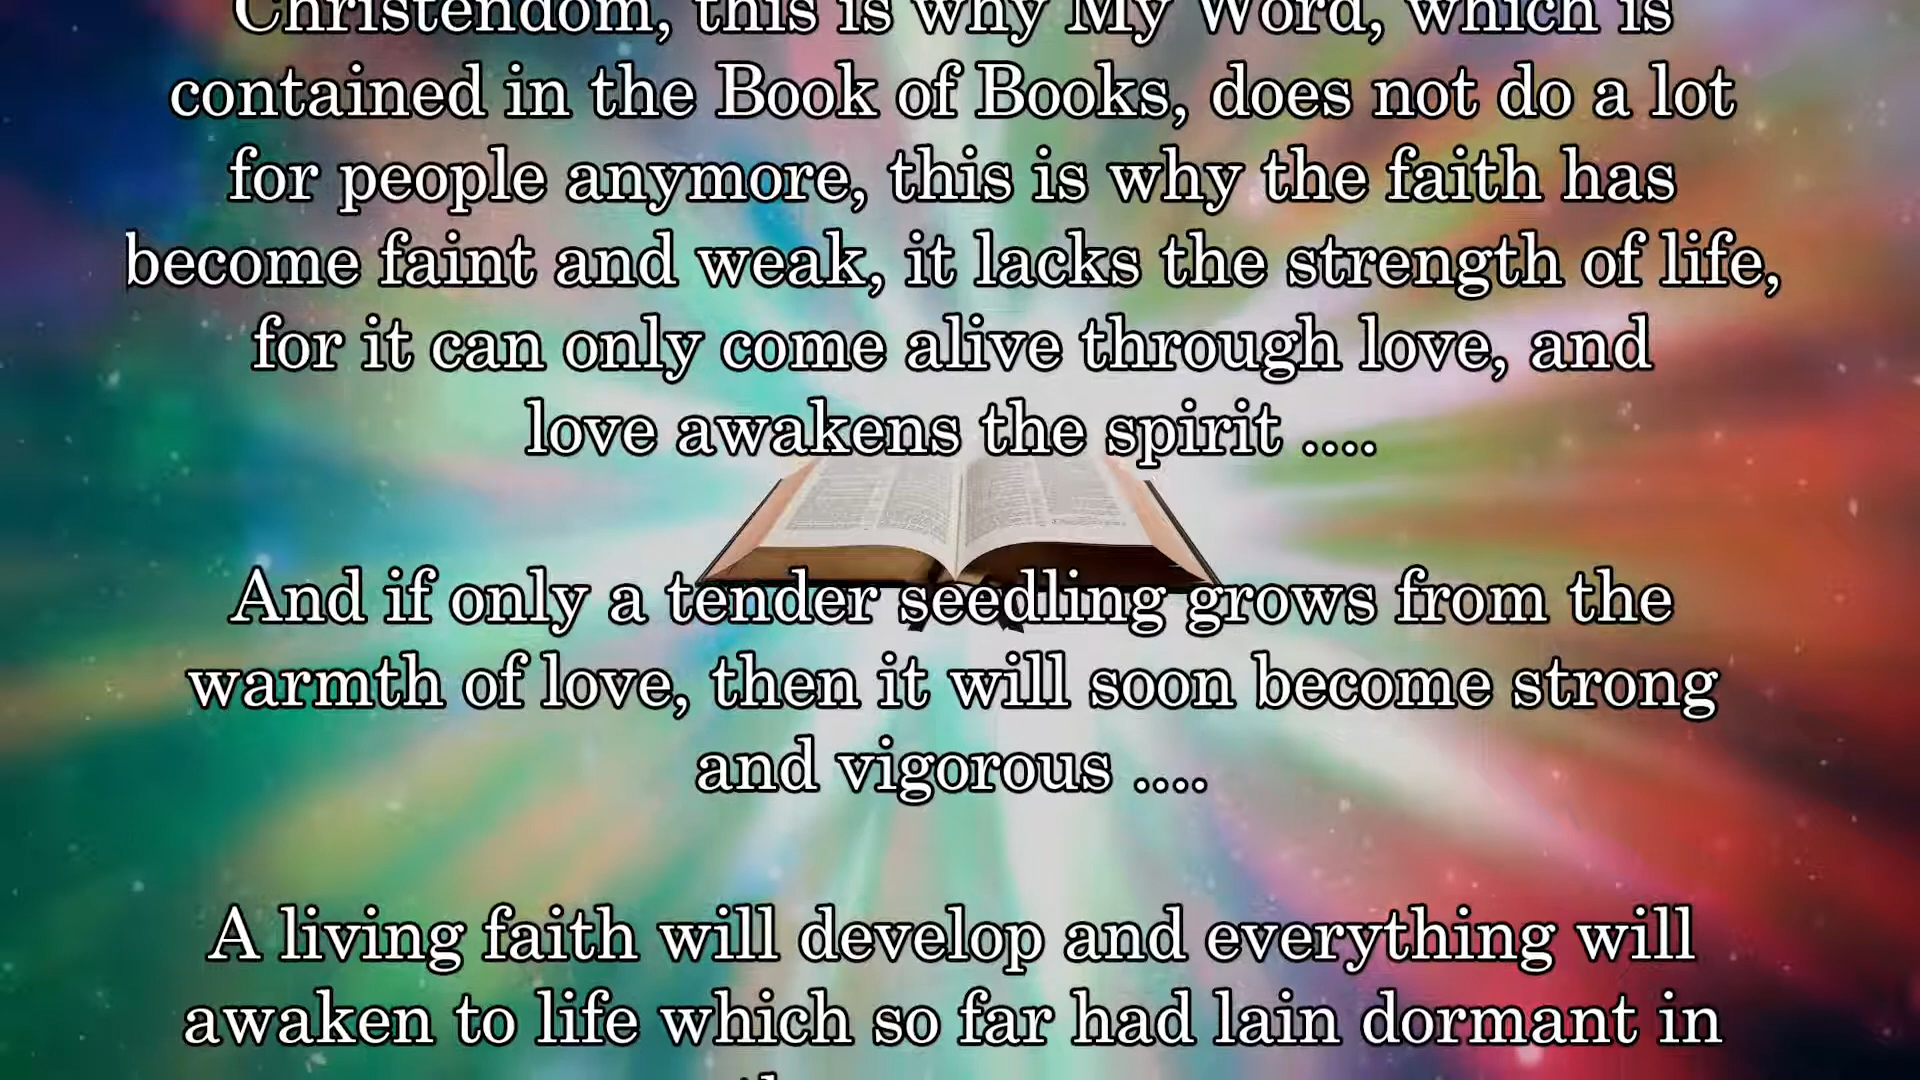 Christendom, this is why My Word, which is
contained in the Book of Books, does not do a lot
for people anymore, this is why the faith has
become faint and weak, it lacks the strength of life,
for it can only come alive through love, and
love awakens the spirit ....
And if only a tender seedling grows from the
warmth of love, then it will soon become strong
and vigorous ....
A living faith will develop and everything will
awaken to life which so far had lain dormant in